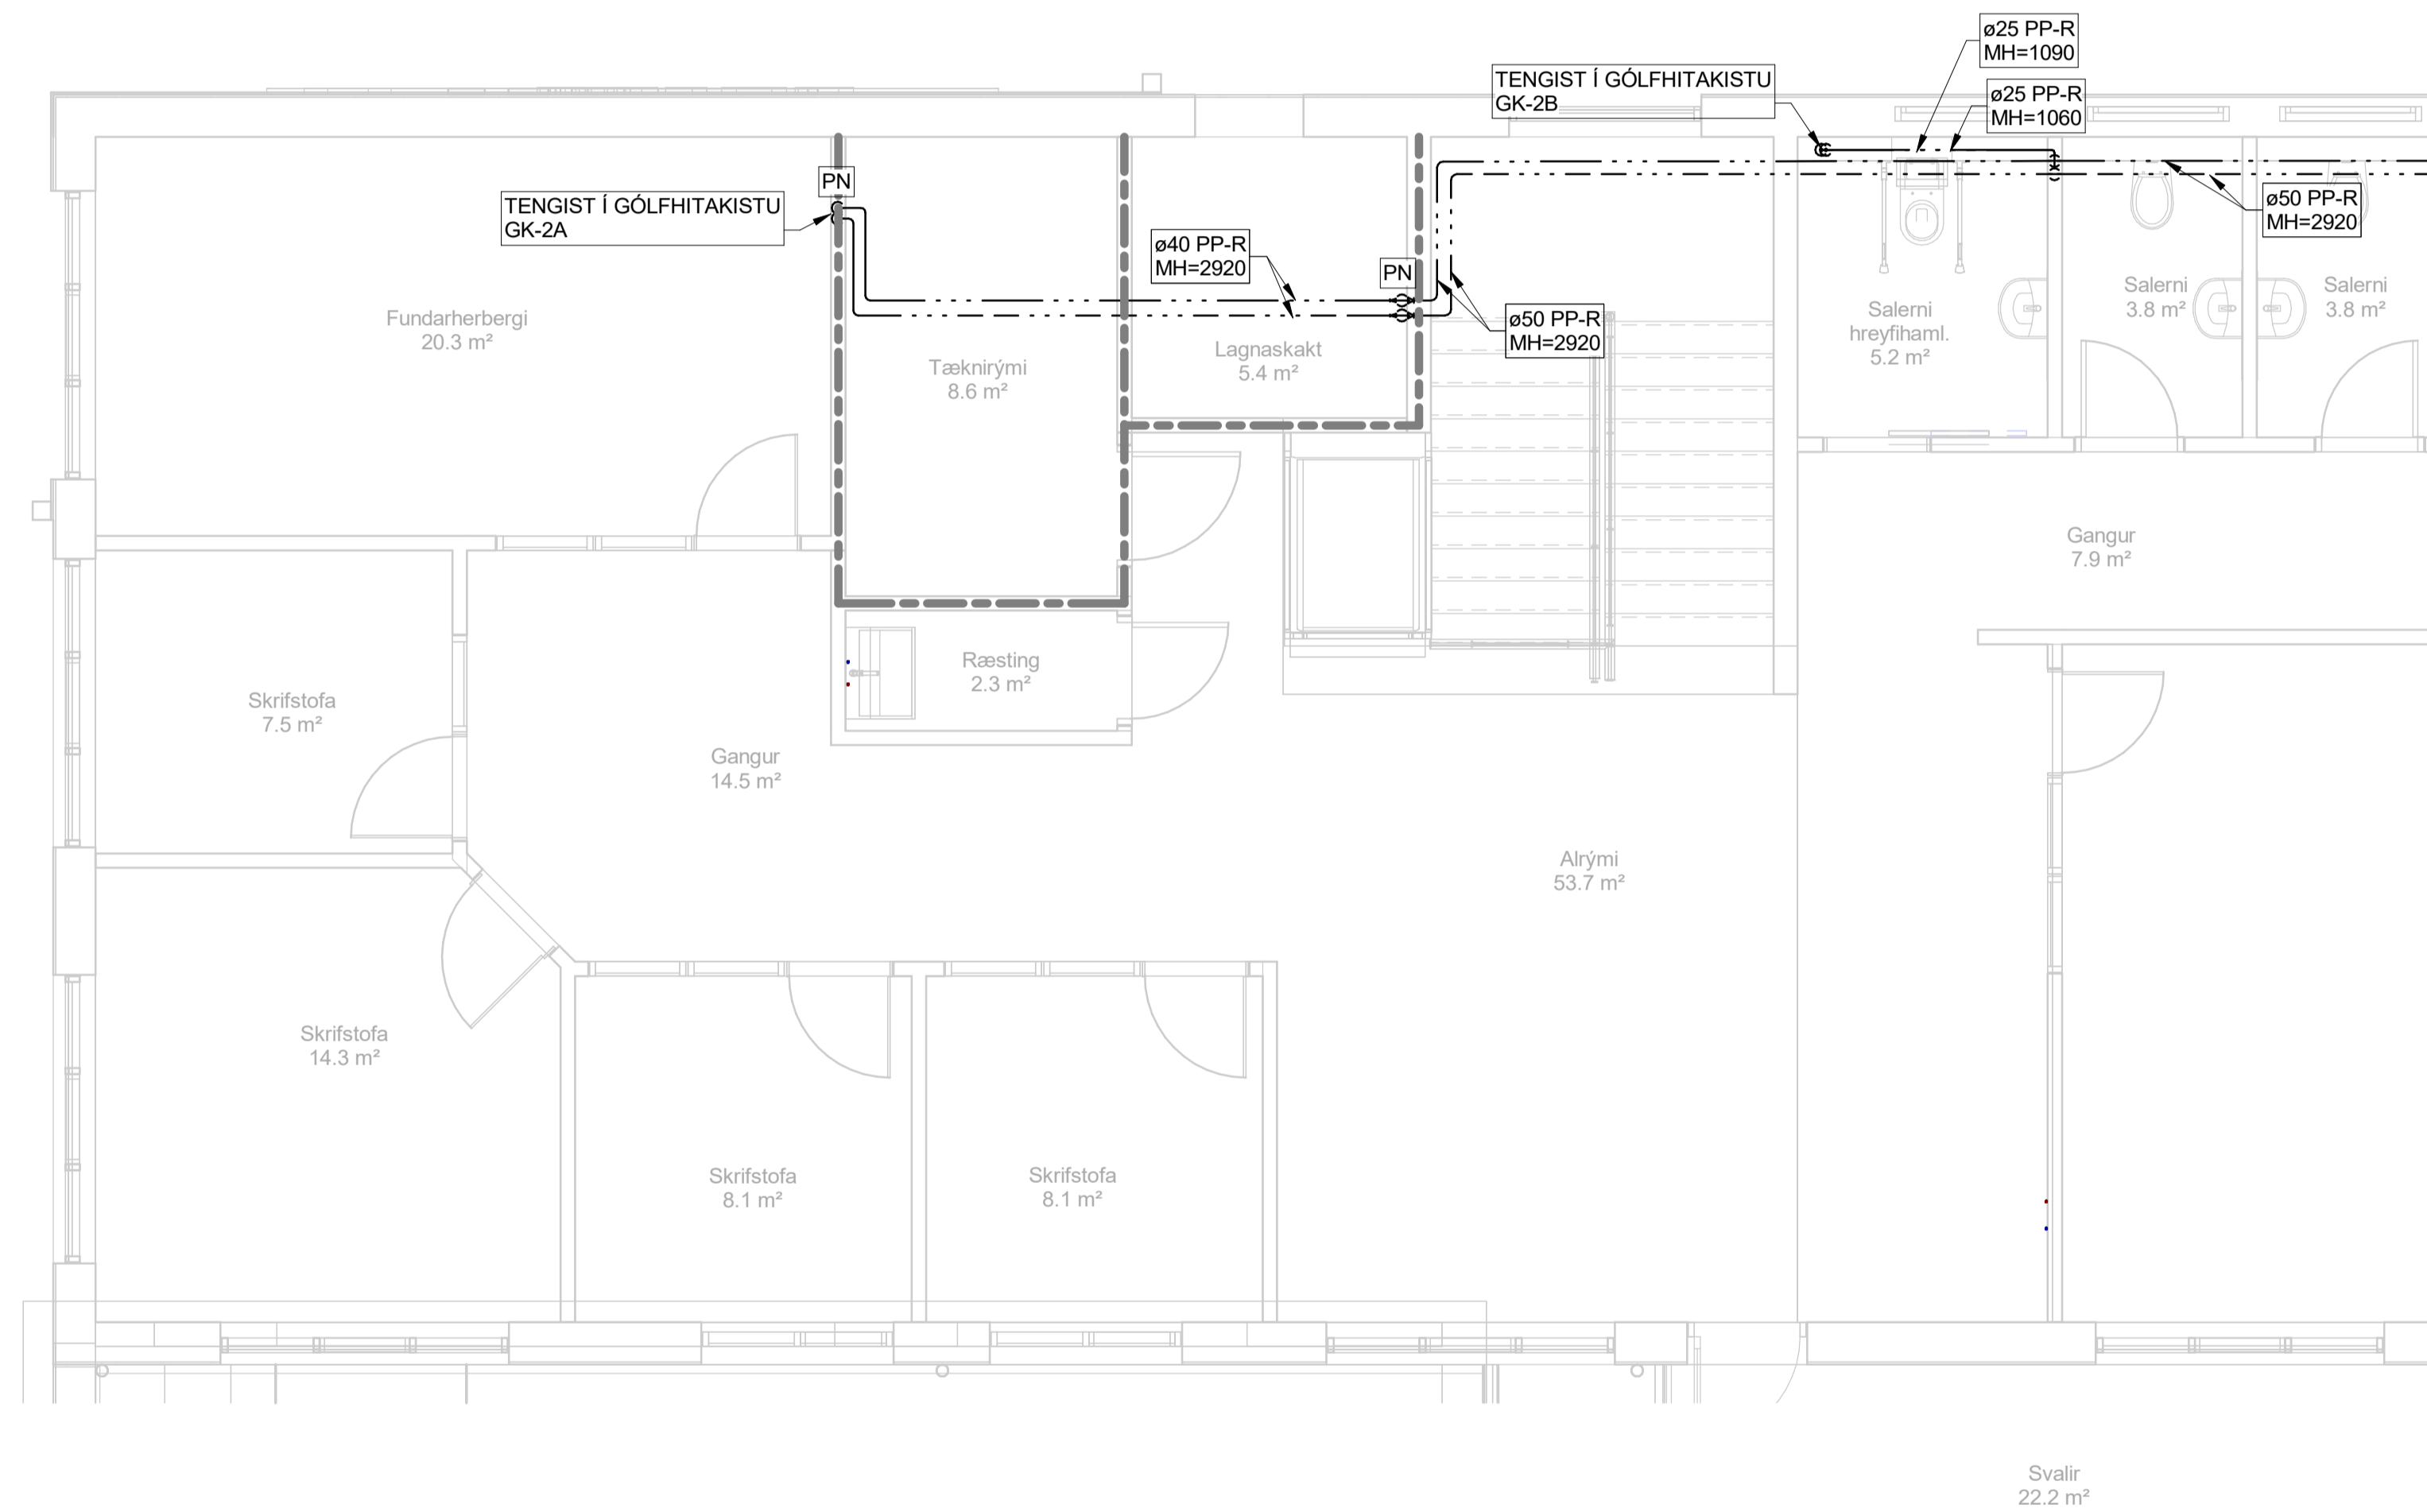 ø25 PP-R
MH=1090
TENGIST Í GÓLFHITAKISTU
GK-2B
ø25 PP-R
MH=1060
PN
TENGIST Í GÓLFHITAKISTU
GK-2A
ø40 PP-R
MH=2920
PN
ø50 PP-R
MH=2920
ø50 PP-R
MH=2920
Fundarherbergi
20.3 m²
Tæknirými
8.6 m²
Lagnaskakt
5.4 m²
Salerni
hreyfihaml.
5.2 m²
Salerni
3.8 m²
Salerni
3.8 m²
Gangur
7.9 m²
Skrifstofa
7.5 m²
Ræsting
2.3 m²
Gangur
14.5 m²
Alrými
53.7 m²
Skrifstofa
14.3 m²
Skrifstofa
8.1 m²
Skrifstofa
8.1 m²
Svalir
22.2 m²